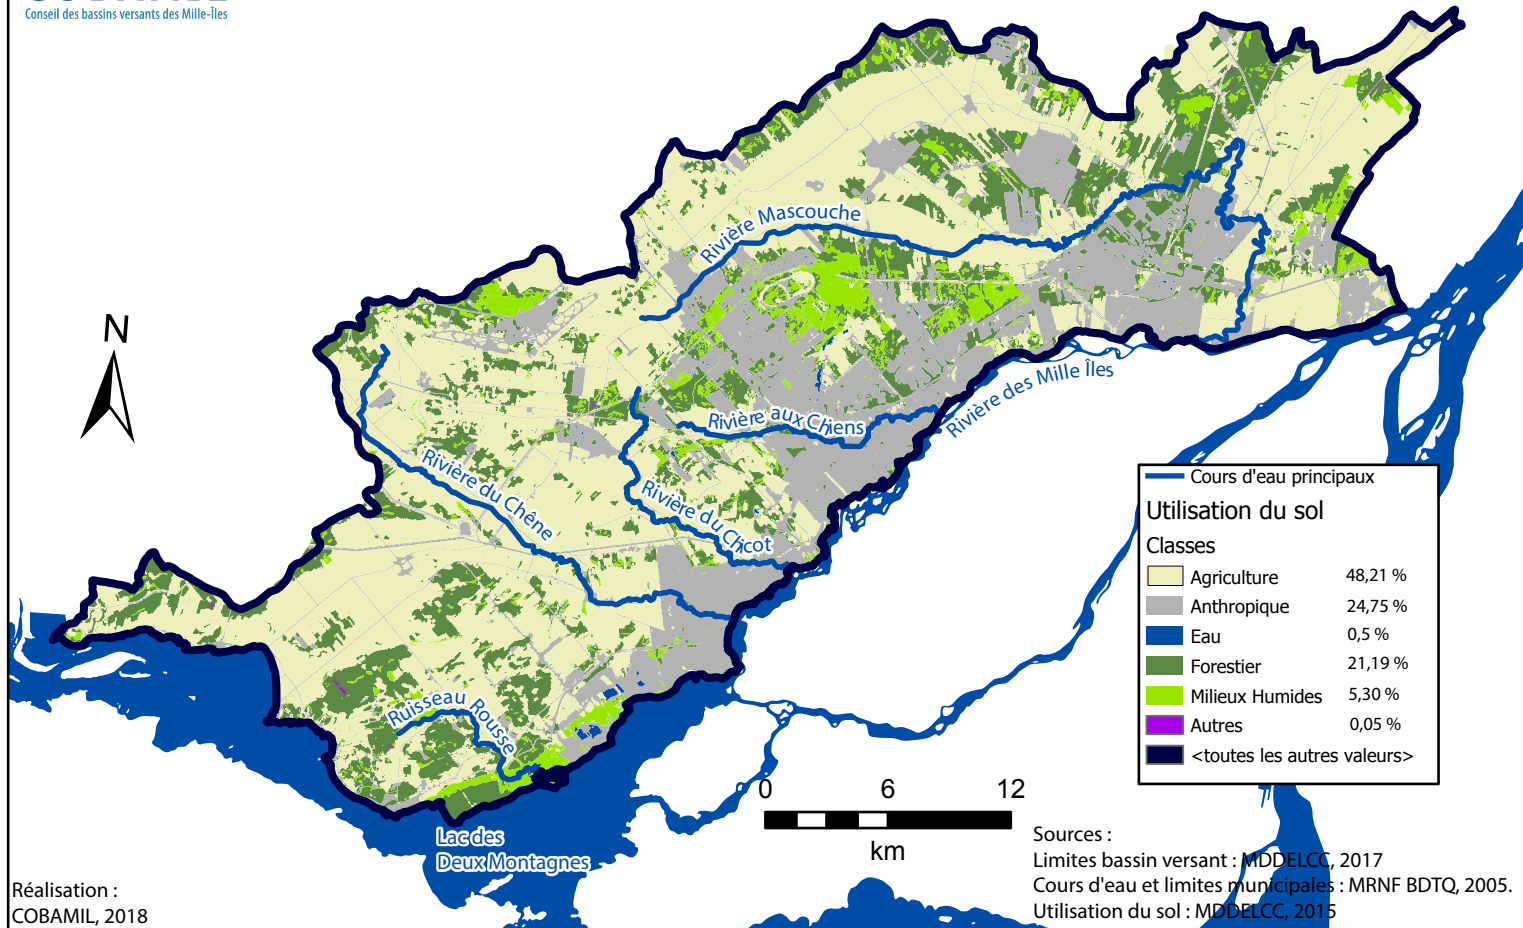 Conseil des bassins versants des Mille-Îles
N
Rivière Mascouche
Rivière des Mille Îles
Rivière aux Chiens
Rivière du Chêne
Rivière du Chicot
Ruisseau Rousse
Lac des
Deux Montagnes
Cours d'eau principaux
Utilisation du sol
Classes
Agriculture 48,21 %
Anthropique 24,75 %
Eau 0,5 %
Forestier 21,19 %
Milieux Humides 5,30 %
Autres 0,05 %
<toutes les autres valeurs>
0 6 12
km
Sources :
Limites bassin versant : MDDELCC, 2017
Cours d'eau et limites municipales : MRNF BDTQ, 2005.
Utilisation du sol : MDDELCC, 2015
Réalisation :
COBAMIL, 2018